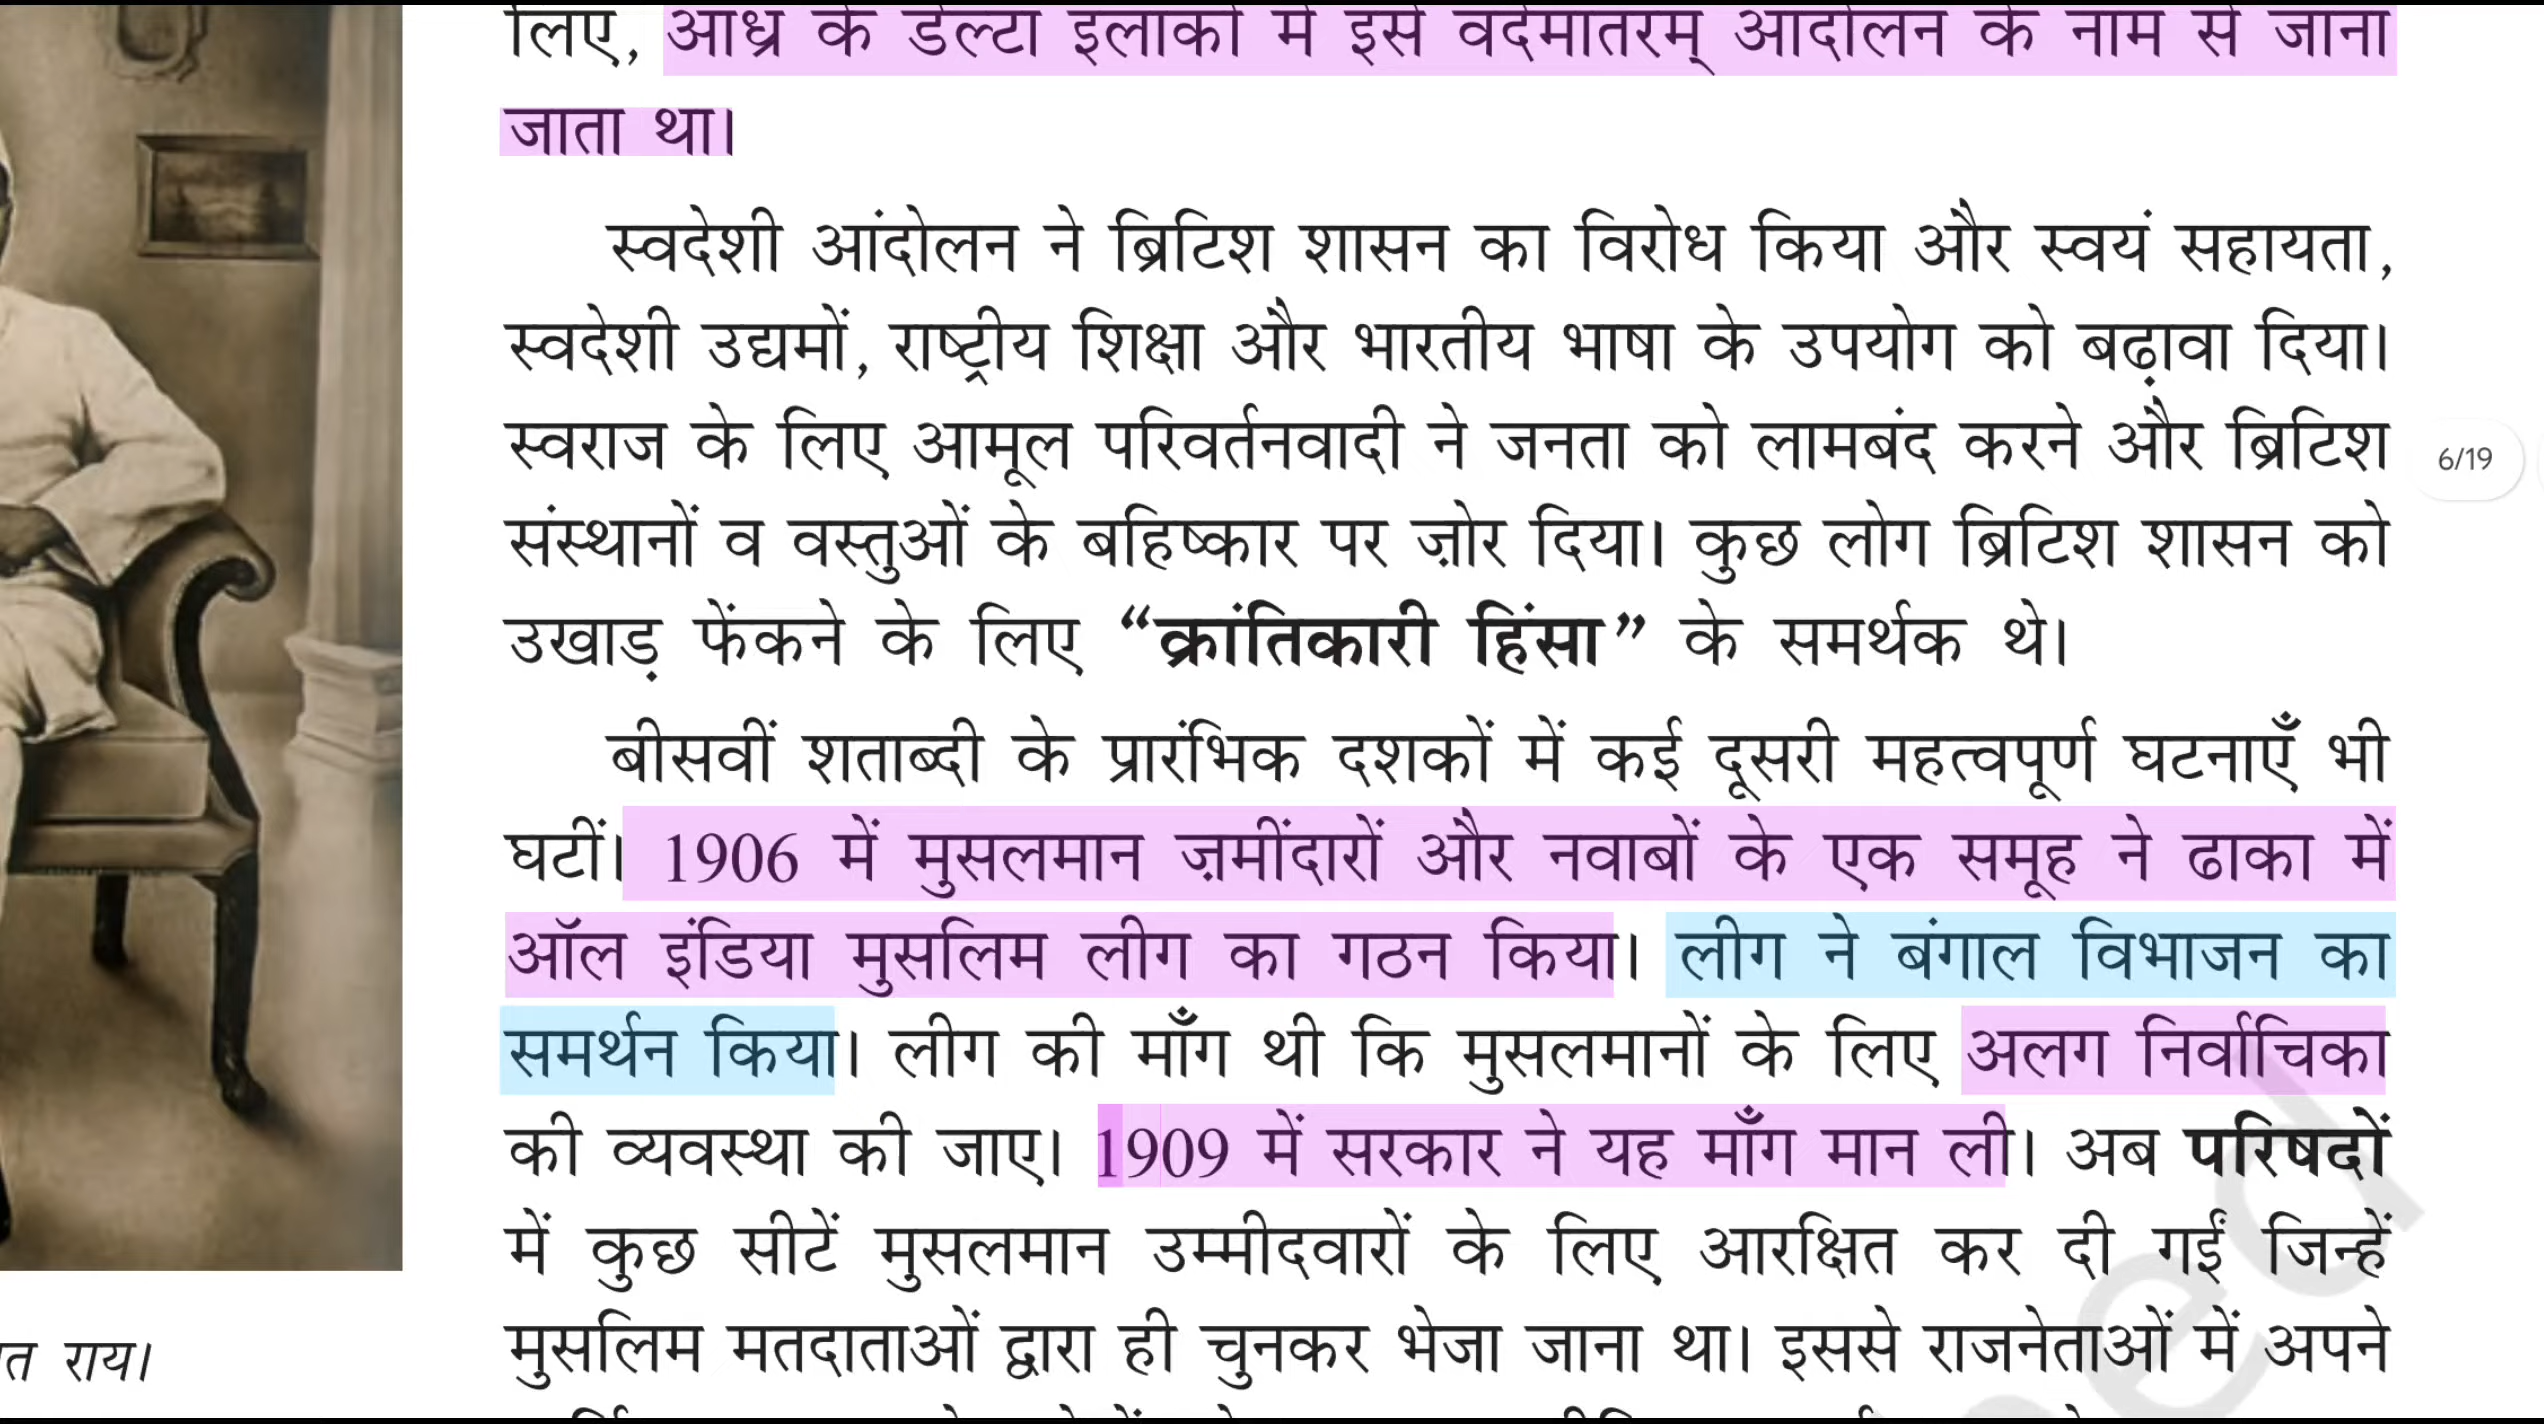 लिए, आंध्र के डेल्टा इलाकों में इसे वंदेमातरम् आंदोलन के नाम से जाना
जाता था।
स्वदेशी आंदोलन ने ब्रिटिश शासन का विरोध किया और स्वयं सहायता,
स्वदेशी उद्यमों, राष्ट्रीय शिक्षा और भारतीय भाषा के उपयोग को बढ़ावा दिया।
स्वराज के लिए आमूल परिवर्तनवादी ने जनता को लामबंद करने और ब्रिटिश
संस्थानों व वस्तुओं के बहिष्कार पर ज़ोर दिया। कुछ लोग ब्रिटिश शासन को
उखाड़ फेंकने के लिए “क्रांतिकारी हिंसा” के समर्थक थे।
बीसवीं शताब्दी के प्रारंभिक दशकों में कई दूसरी महत्वपूर्ण घटनाएँ भी
घटीं। 1906 में मुसलमान ज़मींदारों और नवाबों के एक समूह ने ढाका में
ऑल इंडिया मुसलिम लीग का गठन किया। लीग ने बंगाल विभाजन का
समर्थन किया। लीग की माँग थी कि मुसलमानों के लिए अलग निर्वाचिका
की व्यवस्था की जाए। 1909 में सरकार ने यह माँग मान ली। अब परिषदों
में कुछ सीटें मुसलमान उम्मीदवारों के लिए आरक्षित कर दी गईं जिन्हें
मुसलिम मतदाताओं द्वारा ही चुनकर भेजा जाना था। इससे राजनेताओं में अपने
राय।
6/19